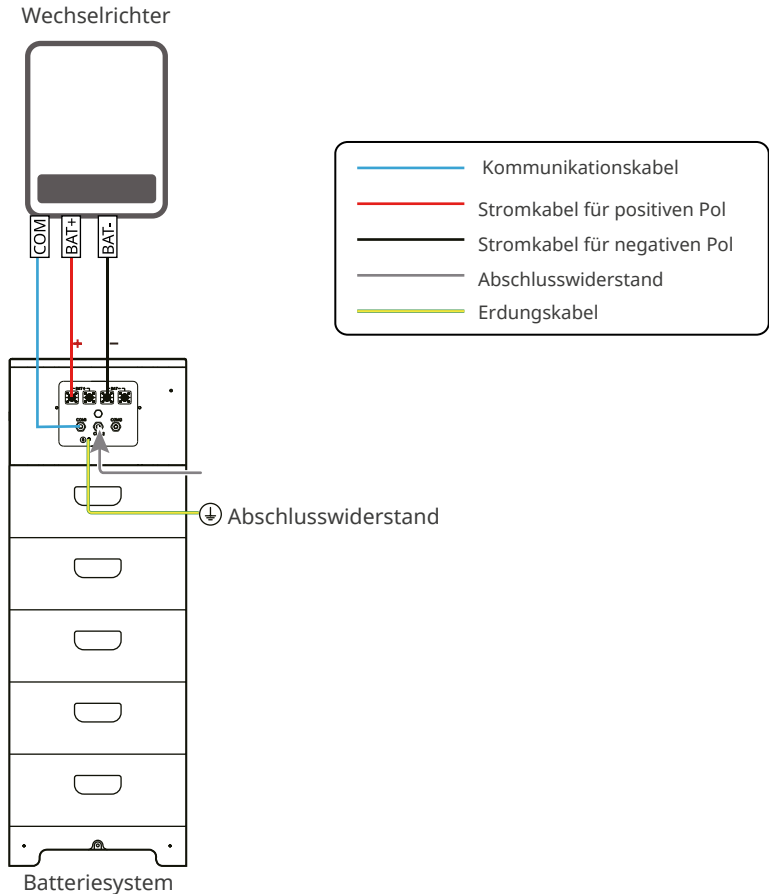 Wechselrichter
COM
BAT+
BAT-
Kommunikationskabel
Stromkabel für positiven Pol
Stromkabel für negativen Pol
Abschlusswiderstand
Erdungskabel
+
−
Abschlusswiderstand
Batteriesystem